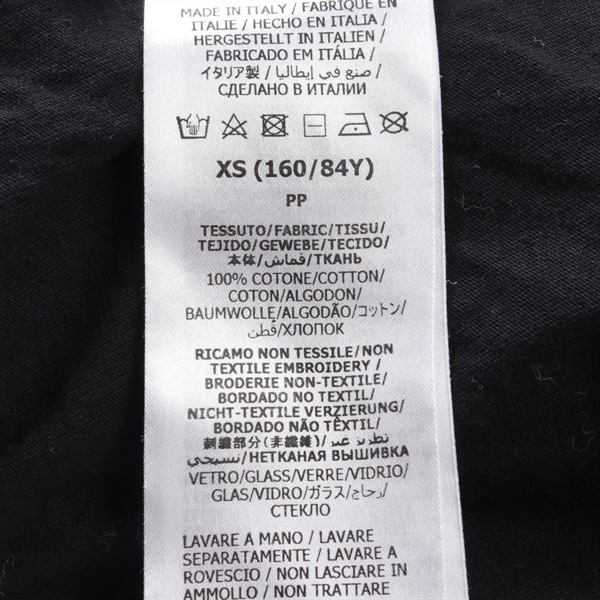 MADE IN ITALY / FABRIQUÉ EN
ITALIE / HECHO EN ITALIA /
HERGESTELLT IN ITALIEN /
FABRICADO EM ITÁLIA /
イタリア製 / صنع في إيطاليا /
СДЕЛАНО В ИТАЛИИ
XS (160/84Y)
PP
TESSUTO/FABRIC/TISSU/
TEJIDO/GEWEBE/TECIDO/
本体/قماش/ТКАНЬ
100% COTONE/COTTON/
COTON/ALGODON/
BAUMWOLLE/ALGODÃO/コットン/
قطن/ХЛОПОК
RICAMO NON TESSILE/NON
TEXTILE EMBROIDERY /
BRODERIE NON-TEXTILE/
BORDADO NO TEXTIL/
NICHT-TEXTILE VERZIERUNG/
BORDADO NÃO TÊXTIL/
刺繍部分(非繊維)/تطريز غير
نسيجي/НЕТКАНАЯ ВЫШИВКА
VETRO/GLASS/VERRE/VIDRIO/
GLAS/VIDRO/ガラス/زجاج/
СТЕКЛО
LAVARE A MANO / LAVARE
SEPARATAMENTE / LAVARE A
ROVESCIO / NON LASCIARE IN
AMMOLLO / NON TRATTARE